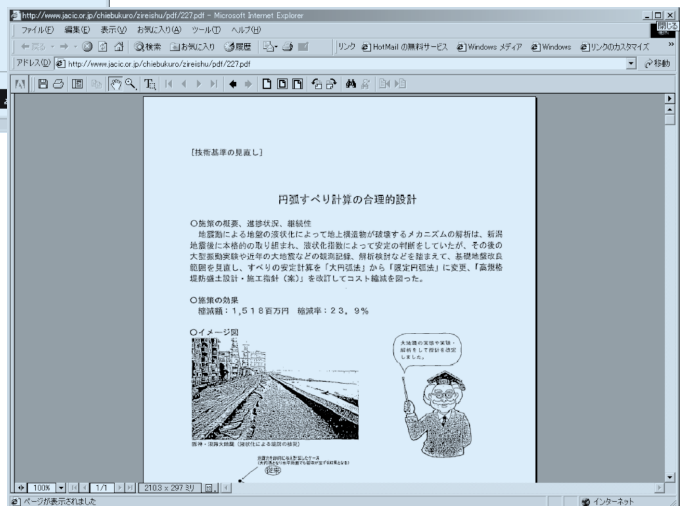 http://www.jacic.or.jp/chiebukuro/zireishu/pdf/227.pdf - Microsoft Internet Explorer
閉じる
ファイル(F) 編集(E) 表示(V) お気に入り(A) ツール(T) ヘルプ(H)
戻る 検索 お気に入り 履歴 リンク HotMail の無料サービス Windows メディア Windows リンクのカスタマイズ »
アドレス(D) http://www.jacic.or.jp/chiebukuro/zireishu/pdf/227.pdf 移動
[技術基準の見直し]
円弧すべり計算の合理的設計
○施策の概要、進捗状況、継続性
地震動による地盤の液状化によって地上構造物が破壊するメカニズムの解析は、新潟
地震後に本格的の取り組まれ、液状化指数によって安定の判断をしていたが、その後の
大型振動実験や近年の大地震などの観測記録、解析検討などを踏まえて、基礎地盤改良
範囲を見直し、すべりの安定計算を「大円弧法」から「限定円弧法」に変更、「高規格
堤防盛土設計・施工指針（案）」を改訂してコスト縮減を図った。
○施策の効果
縮減額：1,518百万円 縮減率：23.9%
○イメージ図
大地震の実態や実験・
解析をして設計を改訂
しました。
阪神・淡路大地震（液状化による堤防の被災）
従来
100% 1/1 210.3 x 297 ミリ
ページが表示されました インターネット